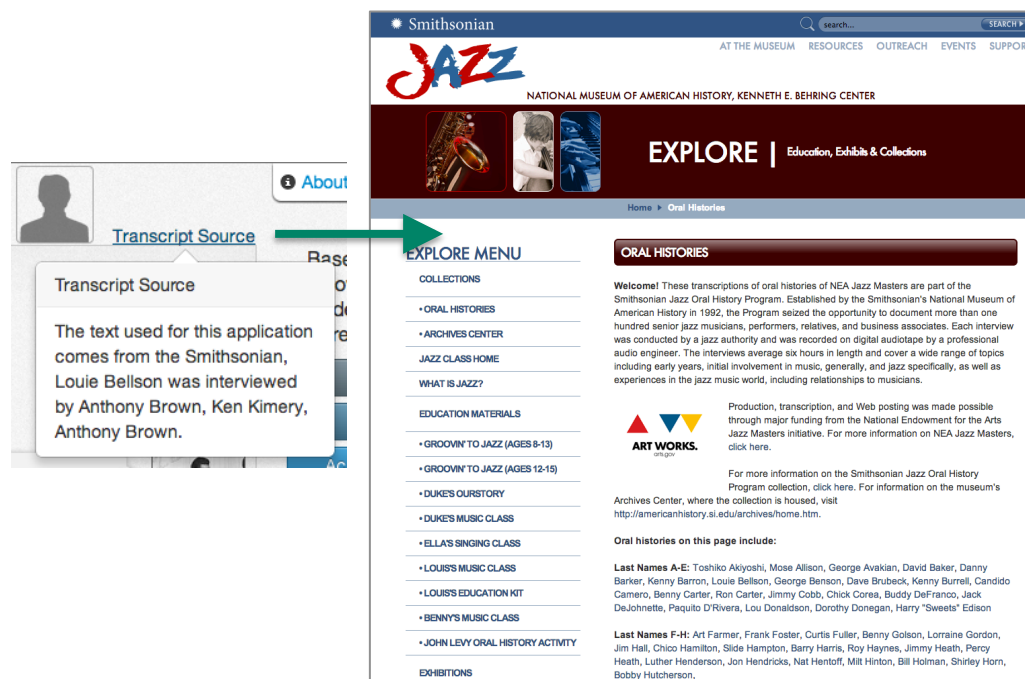 About
Transcript Source
Base
Transcript Source
The text used for this application
comes from the Smithsonian,
Louie Bellson was interviewed
by Anthony Brown, Ken Kimery,
Anthony Brown.
Smithsonian
search...
SEARCH
JAZZ
AT THE MUSEUM RESOURCES OUTREACH EVENTS SUPPOR
NATIONAL MUSEUM OF AMERICAN HISTORY, KENNETH E. BEHRING CENTER
EXPLORE | Education, Exhibits & Collections
Home ▸ Oral Histories
EXPLORE MENU
COLLECTIONS
• ORAL HISTORIES
• ARCHIVES CENTER
JAZZ CLASS HOME
WHAT IS JAZZ?
EDUCATION MATERIALS
• GROOVIN' TO JAZZ (AGES 8-13)
• GROOVIN' TO JAZZ (AGES 12-15)
• DUKE'S OURSTORY
• DUKE'S MUSIC CLASS
• ELLA'S SINGING CLASS
• LOUIS'S MUSIC CLASS
• LOUIS'S EDUCATION KIT
• BENNY'S MUSIC CLASS
• JOHN LEVY ORAL HISTORY ACTIVITY
EXHIBITIONS
ORAL HISTORIES
Welcome! These transcriptions of oral histories of NEA Jazz Masters are part of the
Smithsonian Jazz Oral History Program. Established by the Smithsonian's National Museum of
American History in 1992, the Program seized the opportunity to document more than one
hundred senior jazz musicians, performers, relatives, and business associates. Each interview
was conducted by a jazz authority and was recorded on digital audiotape by a professional
audio engineer. The interviews average six hours in length and cover a wide range of topics
including early years, initial involvement in music, generally, and jazz specifically, as well as
experiences in the jazz music world, including relationships to musicians.
ART WORKS.
arts.gov
Production, transcription, and Web posting was made possible
through major funding from the National Endowment for the Arts
Jazz Masters initiative. For more information on NEA Jazz Masters,
click here.
For more information on the Smithsonian Jazz Oral History
Program collection, click here. For information on the museum's
Archives Center, where the collection is housed, visit
http://americanhistory.si.edu/archives/home.htm.
Oral histories on this page include:
Last Names A-E: Toshiko Akiyoshi, Mose Allison, George Avakian, David Baker, Danny
Barker, Kenny Barron, Louie Bellson, George Benson, Dave Brubeck, Kenny Burrell, Candido
Camero, Benny Carter, Ron Carter, Jimmy Cobb, Chick Corea, Buddy DeFranco, Jack
DeJohnette, Paquito D'Rivera, Lou Donaldson, Dorothy Donegan, Harry "Sweets" Edison
Last Names F-H: Art Farmer, Frank Foster, Curtis Fuller, Benny Golson, Lorraine Gordon,
Jim Hall, Chico Hamilton, Slide Hampton, Barry Harris, Roy Haynes, Jimmy Heath, Percy
Heath, Luther Henderson, Jon Hendricks, Nat Hentoff, Milt Hinton, Bill Holman, Shirley Horn,
Bobby Hutcherson,